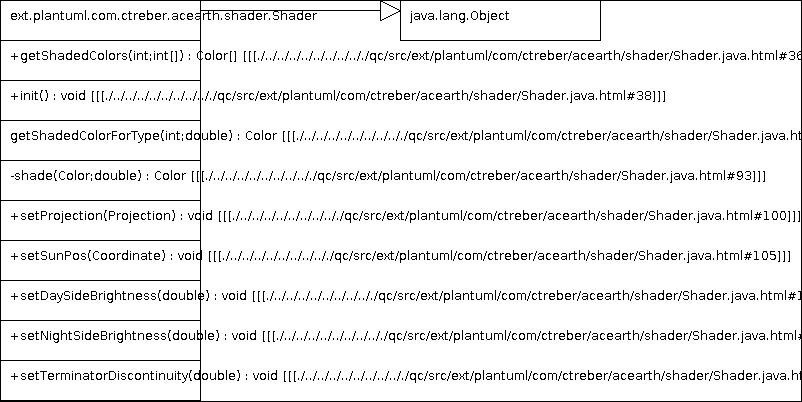 ext.plantuml.com.ctreber.acearth.shader.Shader
java.lang.Object
+getShadedColors(int;int[]) : Color[] [[[./../../../../../../../../../qc/src/ext/plantuml/com/ctreber/acearth/shader/Shader.java.html#36
+init() : void [[[./../../../../../../../../../qc/src/ext/plantuml/com/ctreber/acearth/shader/Shader.java.html#38]]]
getShadedColorForType(int;double) : Color [[[./../../../../../../../../../qc/src/ext/plantuml/com/ctreber/acearth/shader/Shader.java.ht
-shade(Color;double) : Color [[[./../../../../../../../../../qc/src/ext/plantuml/com/ctreber/acearth/shader/Shader.java.html#93]]]
+setProjection(Projection) : void [[[./../../../../../../../../../qc/src/ext/plantuml/com/ctreber/acearth/shader/Shader.java.html#100]]]
+setSunPos(Coordinate) : void [[[./../../../../../../../../../qc/src/ext/plantuml/com/ctreber/acearth/shader/Shader.java.html#105]]]
+setDaySideBrightness(double) : void [[[./../../../../../../../../../qc/src/ext/plantuml/com/ctreber/acearth/shader/Shader.java.html#1
+setNightSideBrightness(double) : void [[[./../../../../../../../../../qc/src/ext/plantuml/com/ctreber/acearth/shader/Shader.java.html#
+setTerminatorDiscontinuity(double) : void [[[./../../../../../../../../../qc/src/ext/plantuml/com/ctreber/acearth/shader/Shader.java.ht